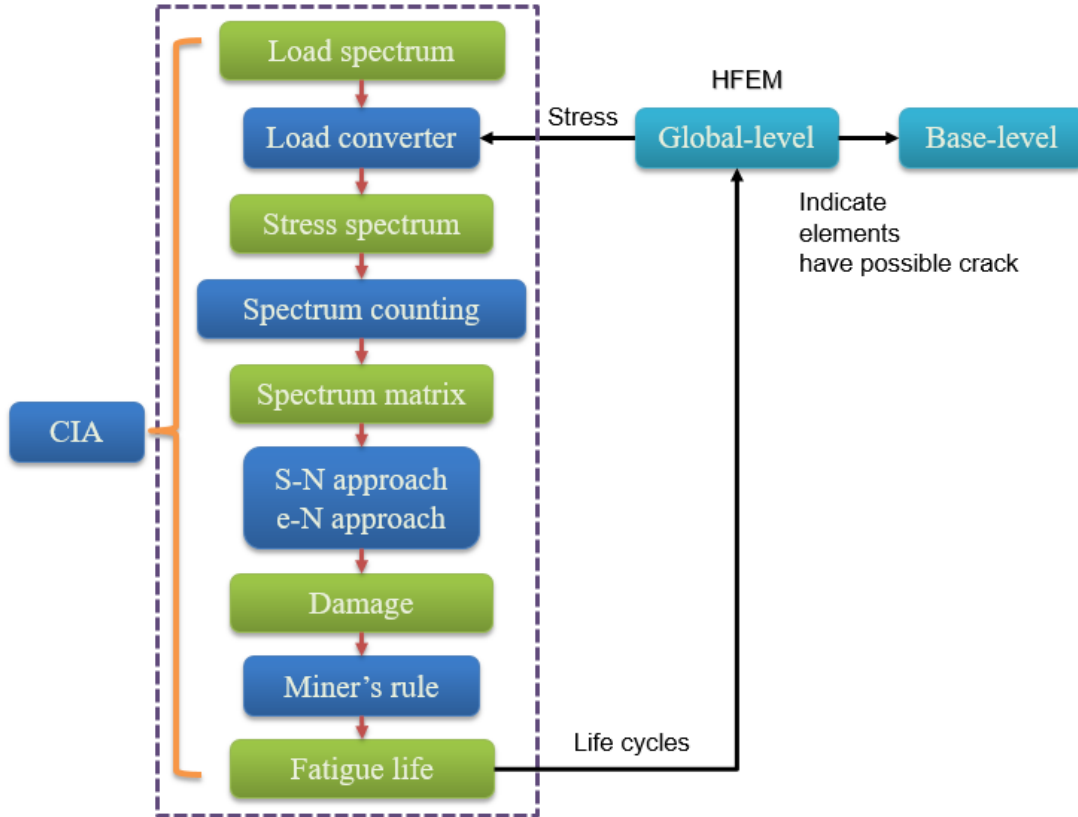 Load spectrum
Load converter
Stress spectrum
Spectrum counting
Spectrum matrix
S-N approach
e-N approach
Damage
Miner’s rule
Fatigue life
CIA
Stress
HFEM
Global-level
Base-level
Indicate
elements
have possible crack
Life cycles